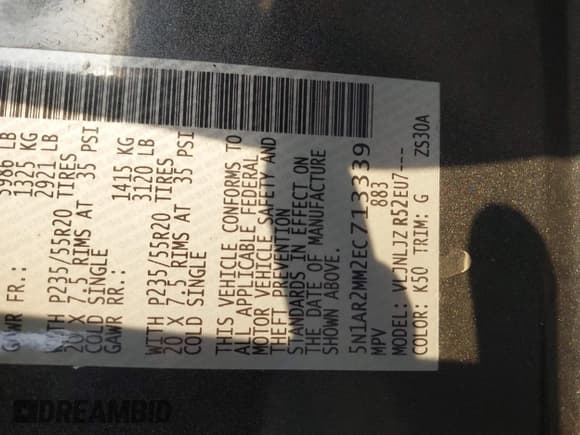 5986 LB
GAWR FR.: 1325 KG
2921 LB
WITH P235/55R20 TIRES
20 X 7.5 RIMS AT 35 PSI
COLD SINGLE
GAWR RR.: 1415 KG
3120 LB
WITH P235/55R20 TIRES
20 X 7.5 RIMS AT 35 PSI
COLD SINGLE
THIS VEHICLE CONFORMS TO
ALL APPLICABLE FEDERAL
MOTOR VEHICLE SAFETY AND
THEFT PREVENTION
STANDARDS IN EFFECT ON
THE DATE OF MANUFACTURE
SHOWN ABOVE.
5N1AR2MM2EC713339
MPV 883
MODEL: VLJNLJZ R52EU7---
COLOR: K50 TRIM: G ZS30A
DREAMBID